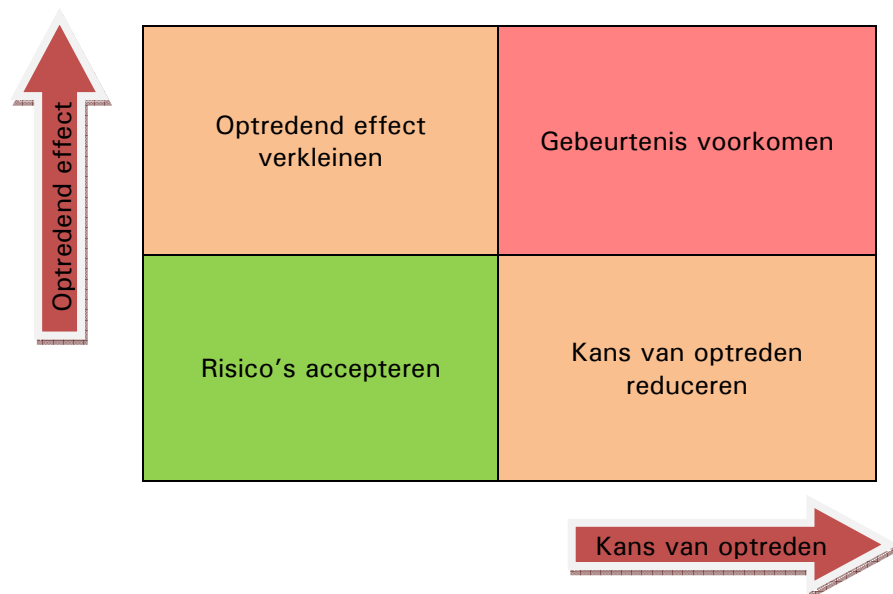 Optredend effect
Optredend effect
verkleinen
Gebeurtenis voorkomen
Risico's accepteren
Kans van optreden
reduceren
Kans van optreden